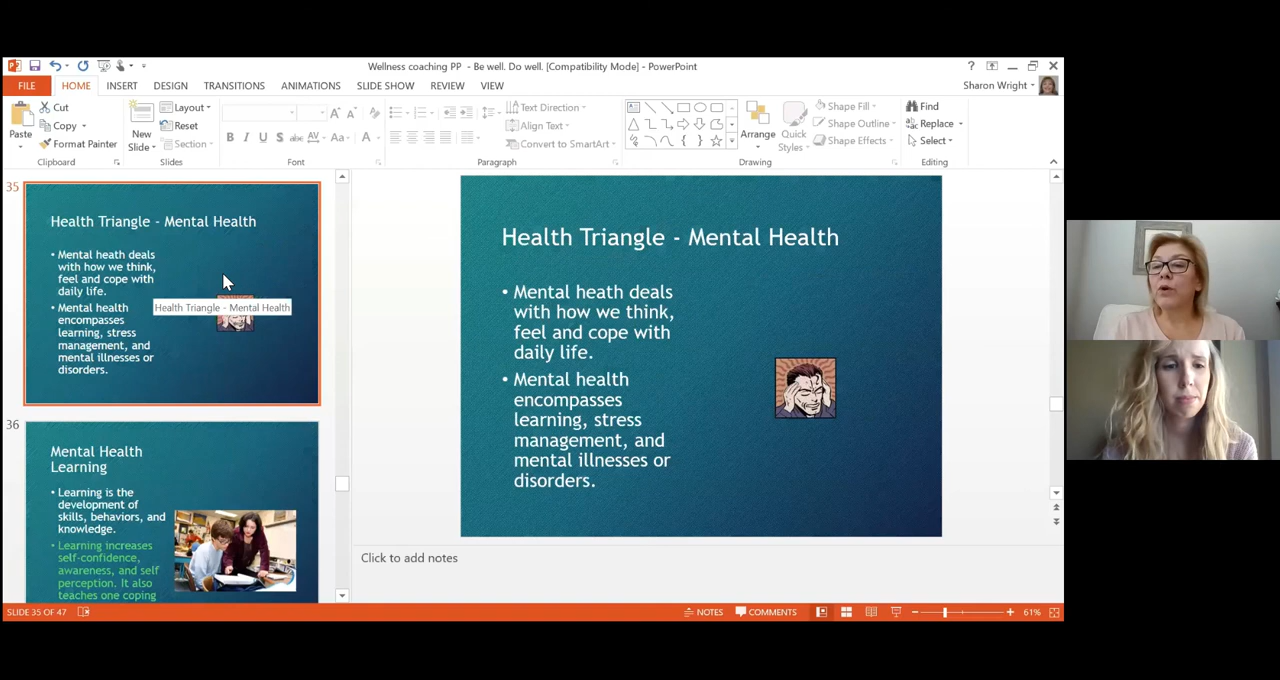 Wellness coaching PP - Be well. Do well. [Compatibility Mode] - PowerPoint
FILE HOME INSERT DESIGN TRANSITIONS ANIMATIONS SLIDE SHOW REVIEW VIEW Sharon Wright
Paste
Cut
Copy
Format Painter
Clipboard
New
Slide
Layout
Reset
Section
Slides
B I U S abc AV Aa A
Font
Text Direction
Align Text
Convert to SmartArt
Paragraph
Arrange
Quick
Styles
Shape Fill
Shape Outline
Shape Effects
Drawing
Find
Replace
Select
Editing
35
Health Triangle - Mental Health
• Mental heath deals
with how we think,
feel and cope with
daily life.
• Mental health
encompasses
learning, stress
management, and
mental illnesses or
disorders.
Health Triangle - Mental Health
36
Mental Health
Learning
• Learning is the
development of
skills, behaviors, and
knowledge.
• Learning increases
self-confidence,
awareness, and self
perception. It also
teaches one coping
Health Triangle - Mental Health
• Mental heath deals
with how we think,
feel and cope with
daily life.
• Mental health
encompasses
learning, stress
management, and
mental illnesses or
disorders.
Click to add notes
SLIDE 35 OF 47 NOTES COMMENTS 61%